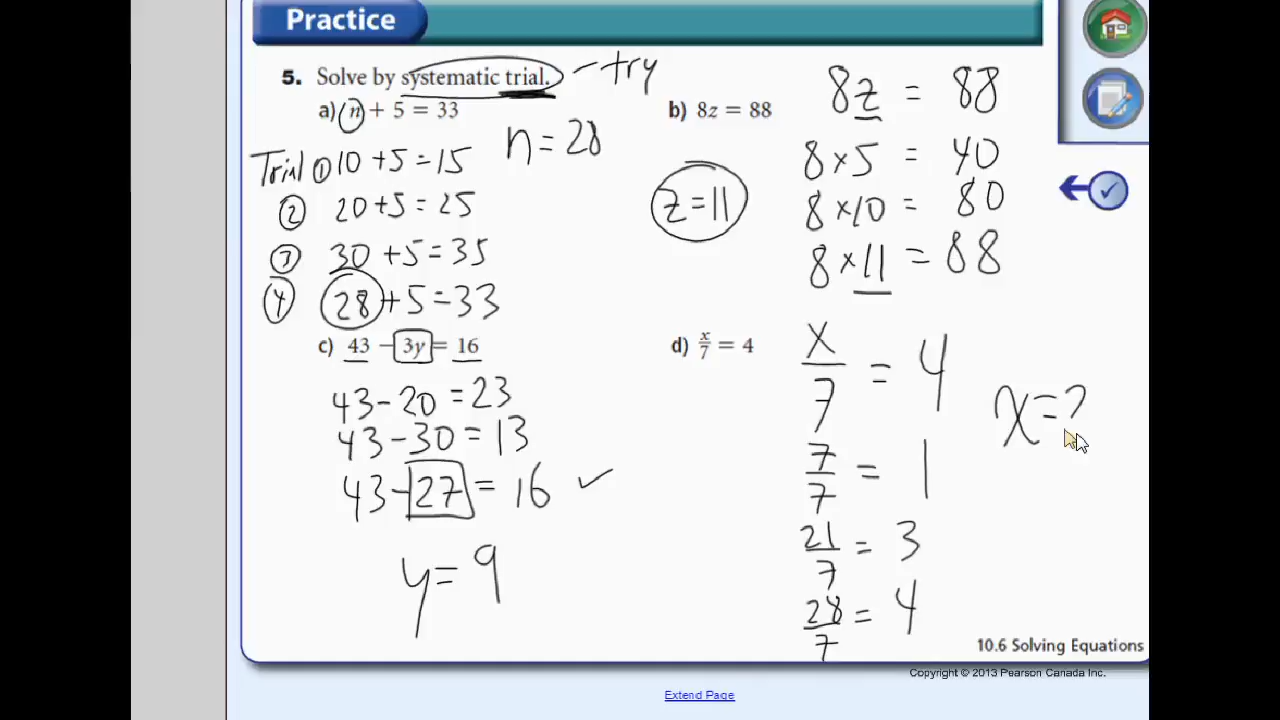 Practice
5. Solve by systematic trial. - try
a) n + 5 = 33
n = 28
Trial ① 10 + 5 = 15
② 20 + 5 = 25
③ 30 + 5 = 35
④ 28 + 5 = 33
b) 8z = 88
8z = 88
z = 11
8 × 5 = 40
8 × 10 = 80
8 × 11 = 88
c) 43 − 3y = 16
43 - 20 = 23
43 - 30 = 13
43 - 27 = 16 ✓
y = 9
d) x/7 = 4
x/7 = 4
x = 2
7/7 = 1
21/7 = 3
28/7 = 4
10.6 Solving Equations
Copyright © 2013 Pearson Canada Inc.
Extend Page